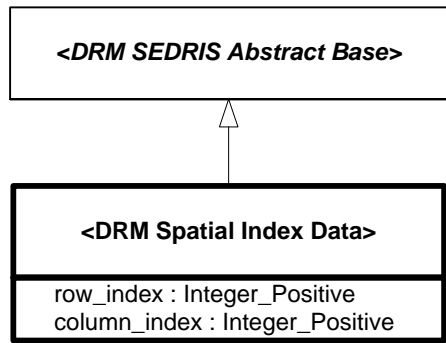 <DRM SEDRIS Abstract Base>
<DRM Spatial Index Data>
row_index : Integer_Positive
column_index : Integer_Positive